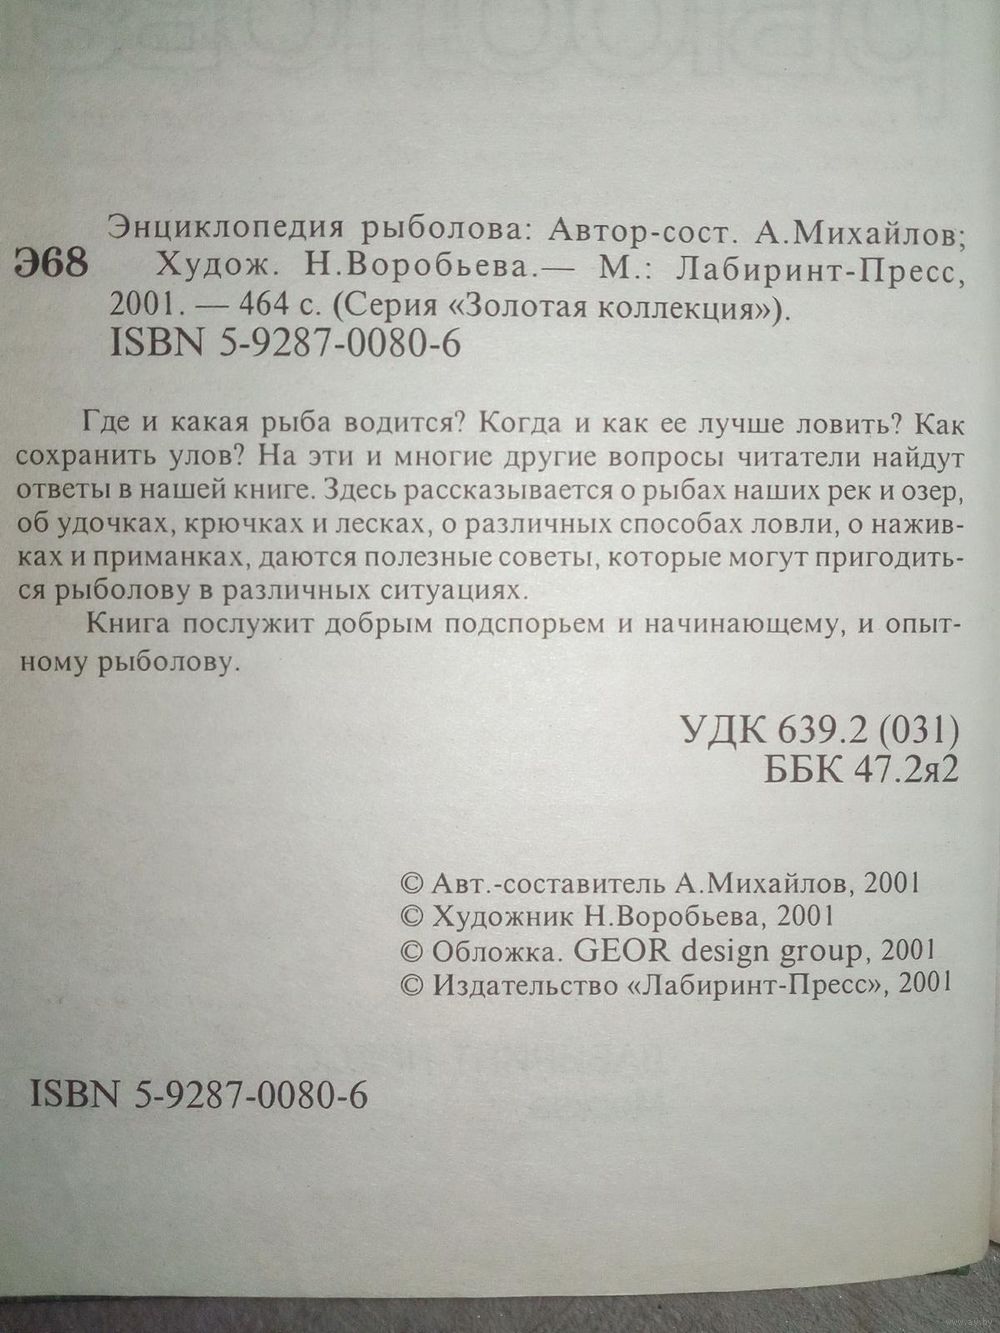 Энциклопедия рыболова: Автор-сост. А.Михайлов;
Э68 Худож. Н.Воробьева.— М.: Лабиринт-Пресс,
2001. — 464 с. (Серия «Золотая коллекция»).
ISBN 5-9287-0080-6
Где и какая рыба водится? Когда и как ее лучше ловить? Как
сохранить улов? На эти и многие другие вопросы читатели найдут
ответы в нашей книге. Здесь рассказывается о рыбах наших рек и озер,
об удочках, крючках и лесках, о различных способах ловли, о нажив-
ках и приманках, даются полезные советы, которые могут пригодить-
ся рыболову в различных ситуациях.
Книга послужит добрым подспорьем и начинающему, и опыт-
ному рыболову.
УДК 639.2 (031)
ББК 47.2я2
© Авт.-составитель А.Михайлов, 2001
© Художник Н.Воробьева, 2001
© Обложка. GEOR design group, 2001
© Издательство «Лабиринт-Пресс», 2001
ISBN 5-9287-0080-6
www.ay.by